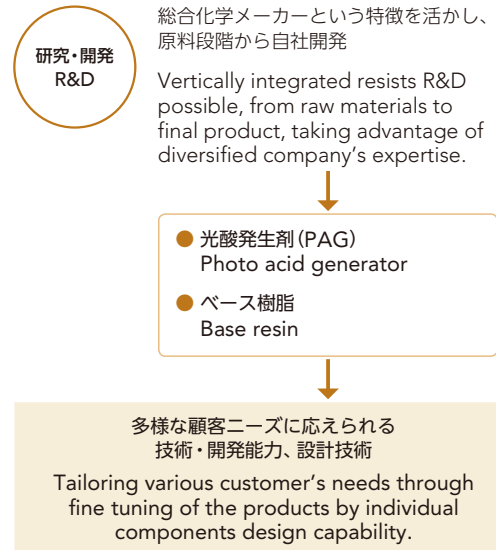 研究・開発
R&D
総合化学メーカーという特徴を活かし、
原料段階から自社開発
Vertically integrated resists R&D
possible, from raw materials to
final product, taking advantage of
diversified company's expertise.
● 光酸発生剤(PAG)
Photo acid generator
● ベース樹脂
Base resin
多様な顧客ニーズに応えられる
技術・開発能力、設計技術
Tailoring various customer's needs through
fine tuning of the products by individual
components design capability.